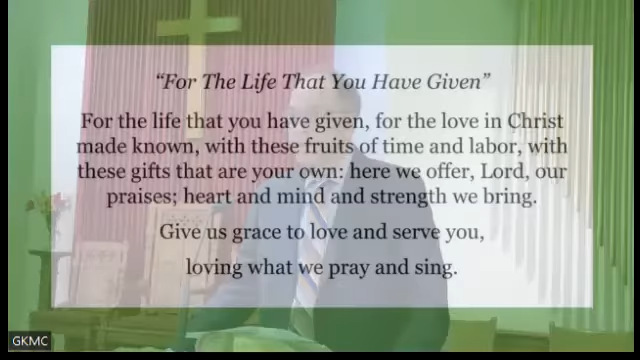 “For The Life That You Have Given”
For the life that you have given, for the love in Christ
made known, with these fruits of time and labor, with
these gifts that are your own: here we offer, Lord, our
praises; heart and mind and strength we bring.
Give us grace to love and serve you,
loving what we pray and sing.
GKMC